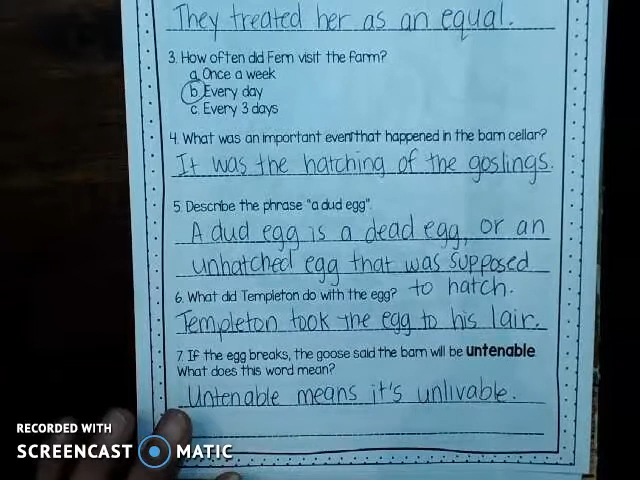 They treated her as an equal.
3. How often did Fern visit the farm?
a. Once a week
b. Every day
c. Every 3 days
4. What was an important event that happened in the barn cellar?
It was the hatching of the goslings.
5. Describe the phrase "a dud egg".
A dud egg is a dead egg, or an
unhatched egg that was supposed
to hatch.
6. What did Templeton do with the egg?
Templeton took the egg to his lair.
7. If the egg breaks, the goose said the barn will be untenable
What does this word mean?
Untenable means it's unlivable.
RECORDED WITH
SCREENCAST MATIC